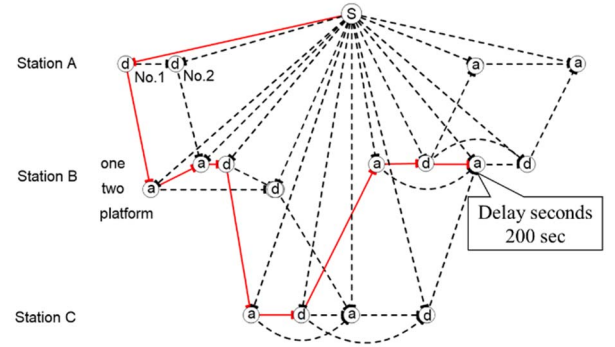 S
Station A
d
d
a
a
No.1
No.2
Station B
one
two
platform
a
d
a
d
a
d
a
d
Delay seconds
200 sec
Station C
a
d
a
d